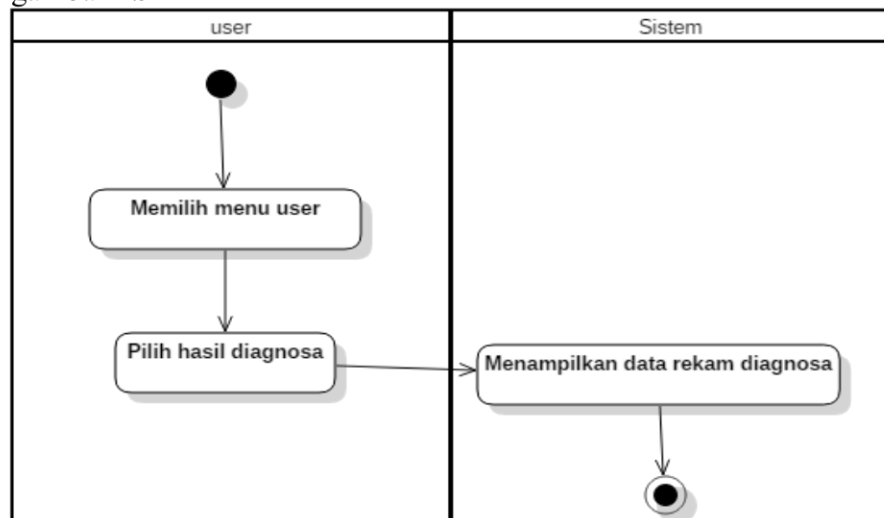 user
Sistem
Memilih menu user
Pilih hasil diagnosa
Menampilkan data rekam diagnosa